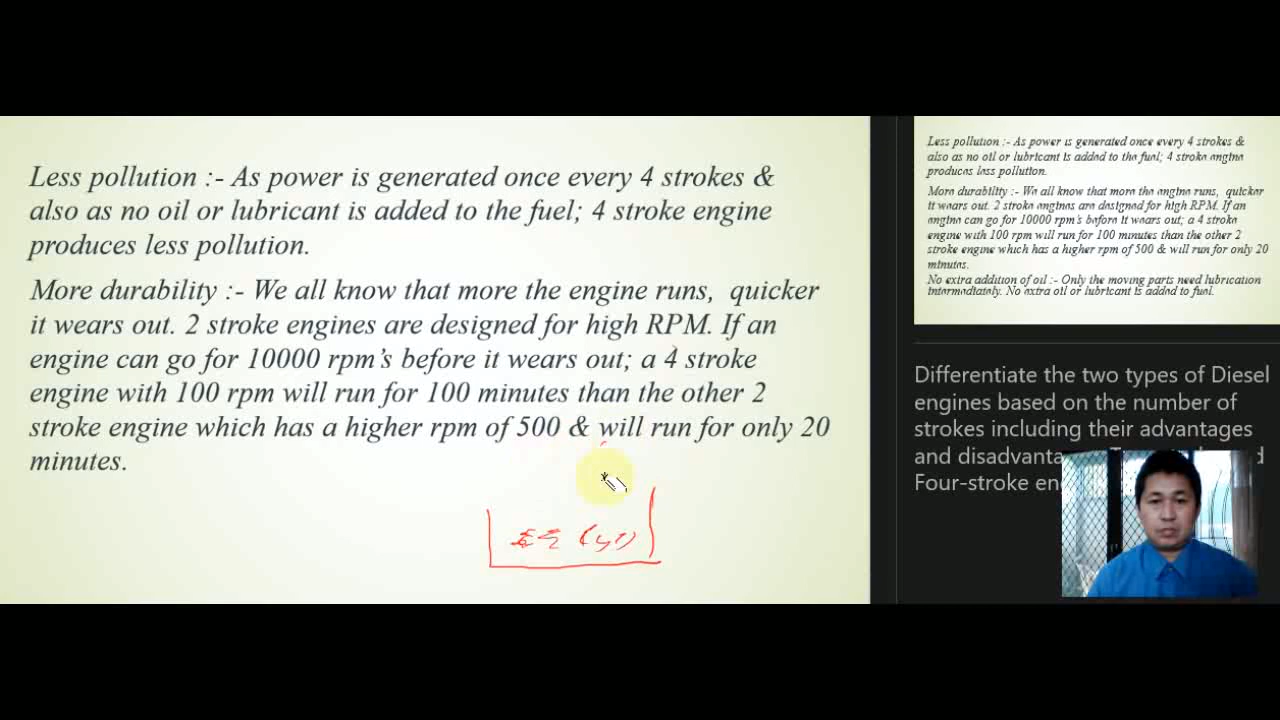 Less pollution :- As power is generated once every 4 strokes &
also as no oil or lubricant is added to the fuel; 4 stroke engine
produces less pollution.
More durability :- We all know that more the engine runs, quicker
it wears out. 2 stroke engines are designed for high RPM. If an
engine can go for 10000 rpm’s before it wears out; a 4 stroke
engine with 100 rpm will run for 100 minutes than the other 2
stroke engine which has a higher rpm of 500 & will run for only 20
minutes.
Less pollution :- As power is generated once every 4 strokes &
also as no oil or lubricant is added to the fuel; 4 stroke engine
produces less pollution.
More durability :- We all know that more the engine runs, quicker
it wears out. 2 stroke engines are designed for high RPM. If an
engine can go for 10000 rpm's before it wears out; a 4 stroke
engine with 100 rpm will run for 100 minutes than the other 2
stroke engine which has a higher rpm of 500 & will run for only 20
minutes.
No extra addition of oil :- Only the moving parts need lubrication
intermediately. No extra oil or lubricant is added to fuel.
Differentiate the two types of Diesel
engines based on the number of
strokes including their advantages
and
Four-stroke